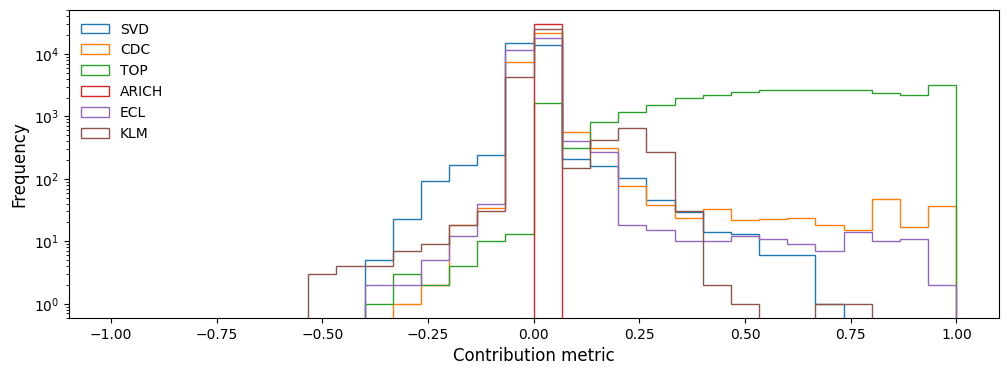 SVD
CDC
TOP
ARICH
ECL
KLM
Frequency
10⁴
10³
10²
10¹
10⁰
−1.00 −0.75 −0.50 −0.25 0.00 0.25 0.50 0.75 1.00
Contribution metric